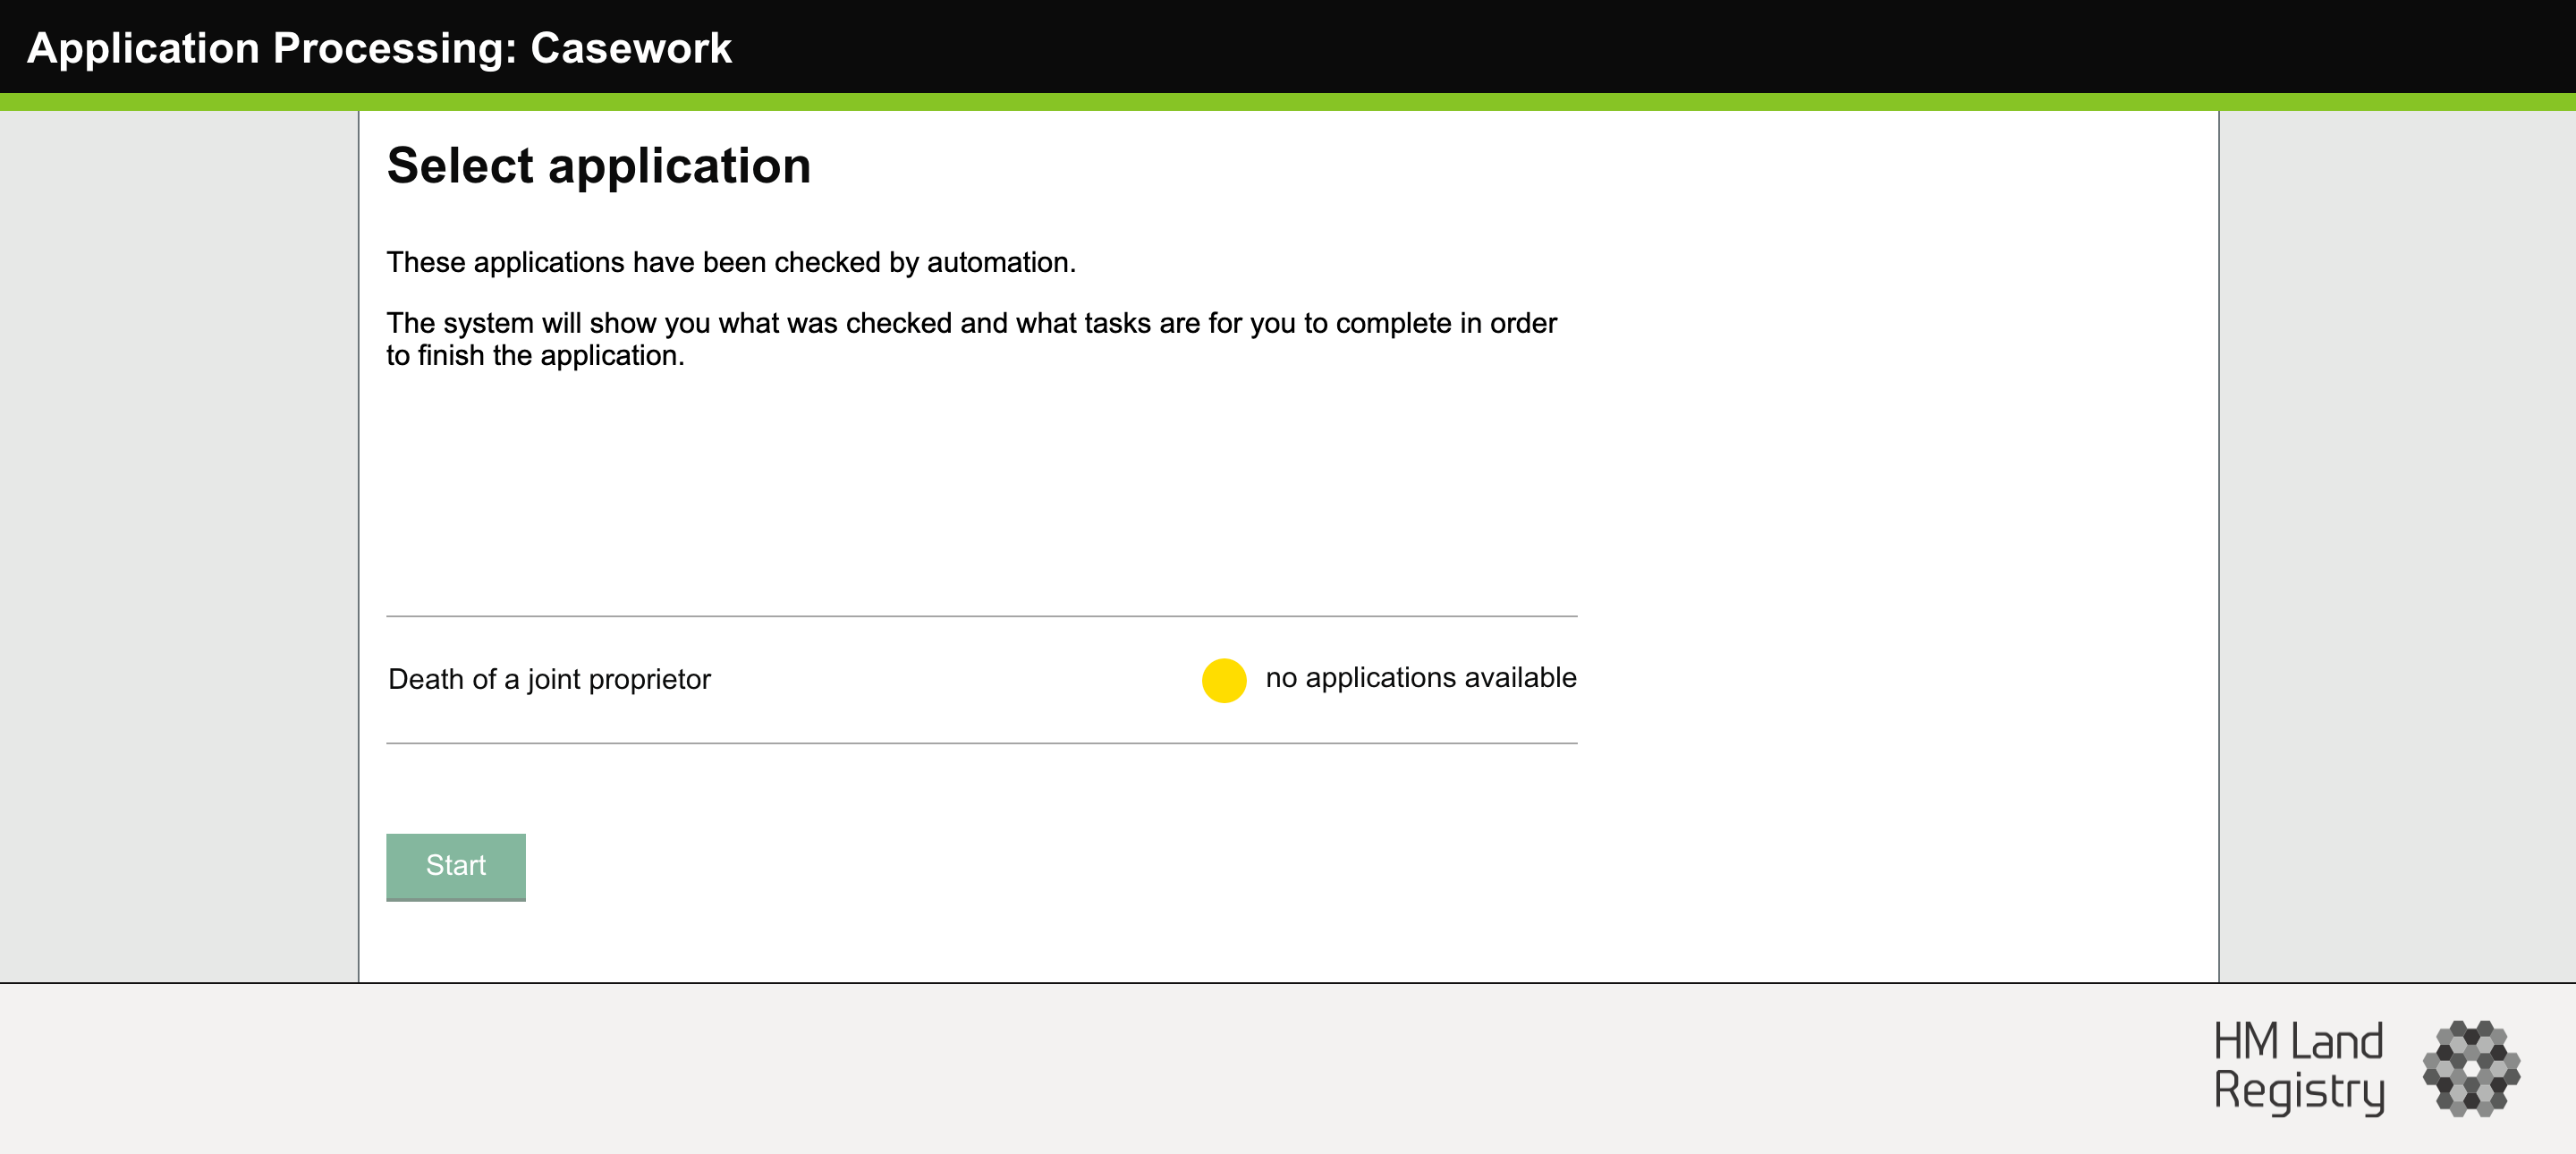 Application Processing: Casework
Select application
These applications have been checked by automation.
The system will show you what was checked and what tasks are for you to complete in order
to finish the application.
Death of a joint proprietor no applications available
Start
HM Land
Registry